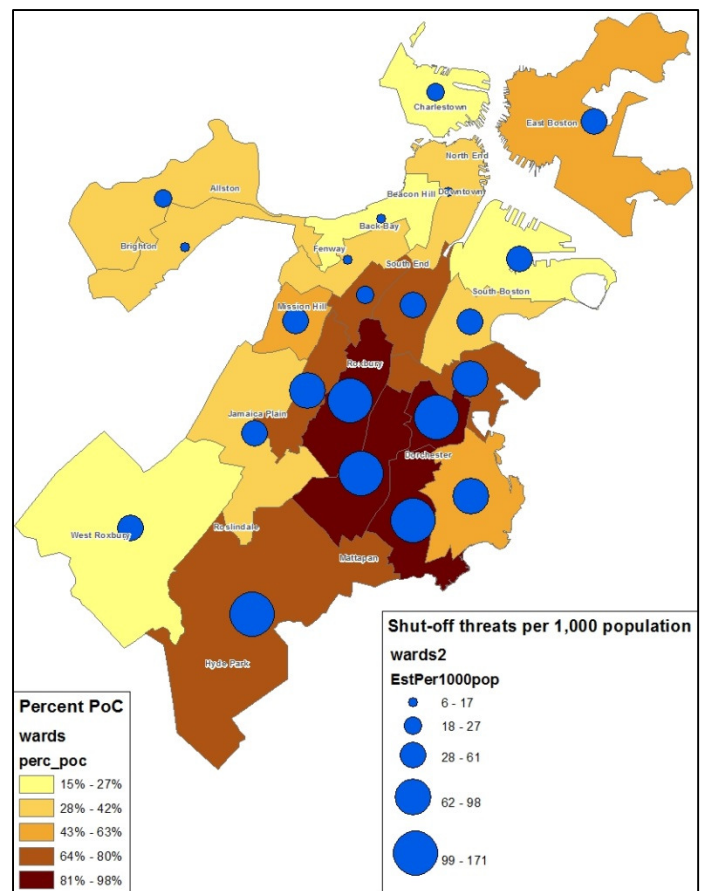 Charlestown
East Boston
North End
Allston
Beacon Hill
Downtown
Back Bay
Brighton
Fenway
South End
South Boston
Mission Hill
Roxbury
Jamaica Plain
Dorchester
West Roxbury
Roslindale
Mattapan
Hyde Park
Shut-off threats per 1,000 population
wards2
EstPer1000pop
6 - 17
18 - 27
28 - 61
62 - 98
99 - 171
Percent PoC
wards
perc_poc
15% - 27%
28% - 42%
43% - 63%
64% - 80%
81% - 98%